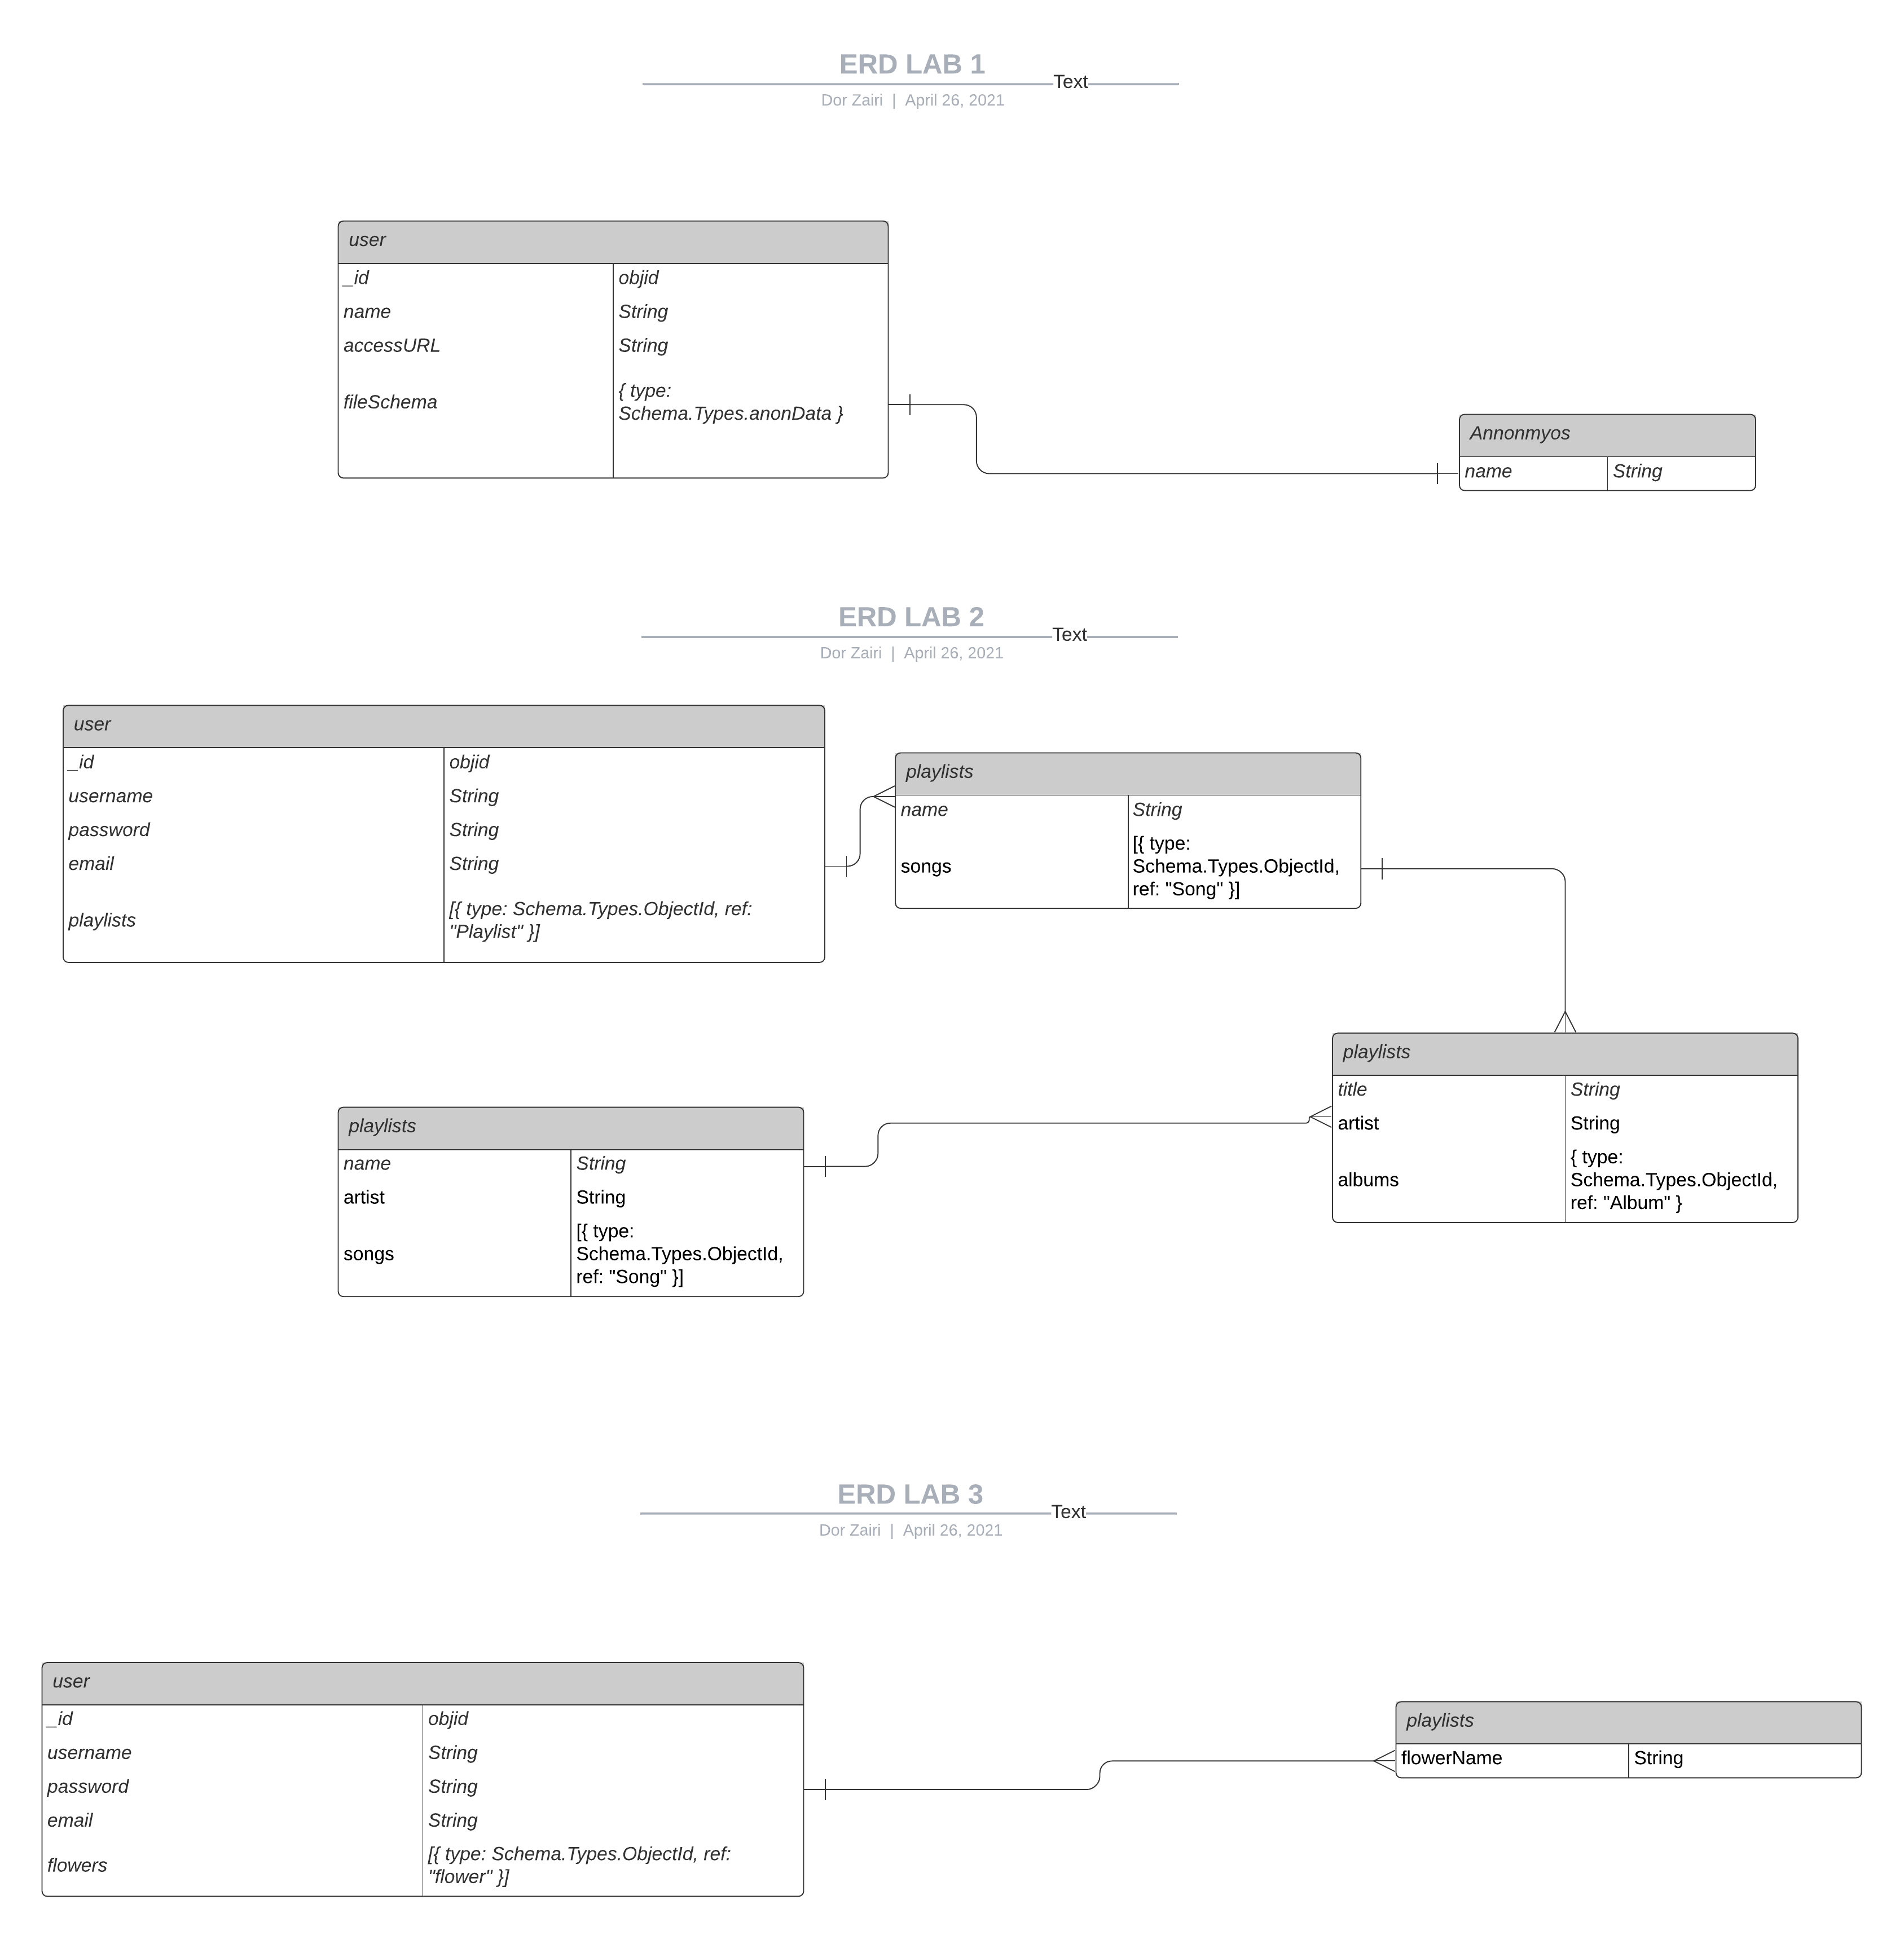 ERD LAB 1
Text
Dor Zairi | April 26, 2021
user
_id objid
name String
accessURL String
fileSchema
{ type:
Schema.Types.anonData }
Annonmyos
name String
ERD LAB 2
Text
Dor Zairi | April 26, 2021
user
_id objid
username String
password String
email String
playlists
[{ type: Schema.Types.ObjectId, ref:
"Playlist" }]
playlists
name String
songs
[{ type:
Schema.Types.ObjectId,
ref: "Song" }]
playlists
title String
artist String
albums
{ type:
Schema.Types.ObjectId,
ref: "Album" }
playlists
name String
artist String
songs
[{ type:
Schema.Types.ObjectId,
ref: "Song" }]
ERD LAB 3
Text
Dor Zairi | April 26, 2021
user
_id objid
username String
password String
email String
flowers
[{ type: Schema.Types.ObjectId, ref:
"flower" }]
playlists
flowerName String